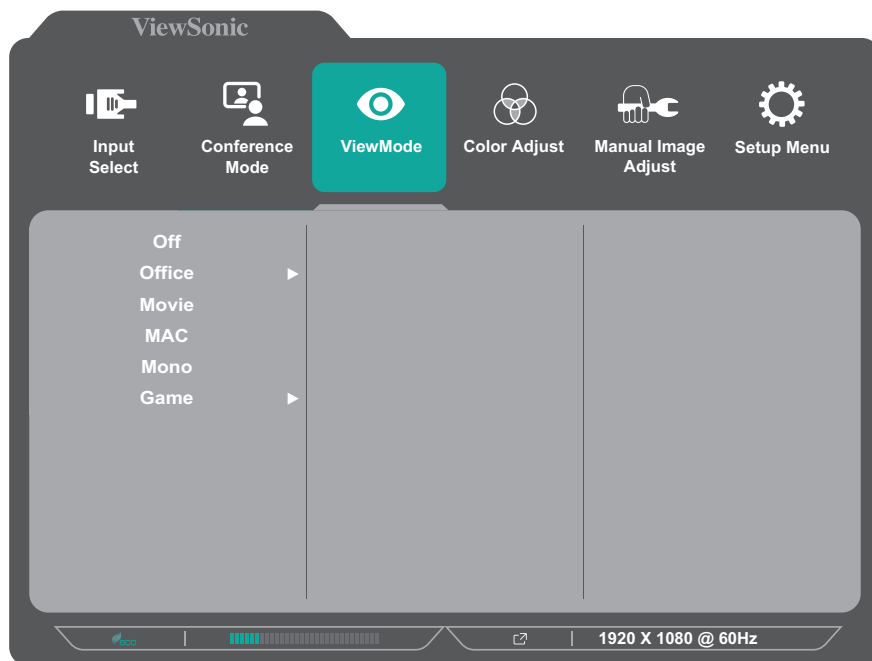 ViewSonic
Input
Select
Conference
Mode
ViewMode
Color Adjust
Manual Image
Adjust
Setup Menu
Off
Office
Movie
MAC
Mono
Game
eco
1920 X 1080 @ 60Hz